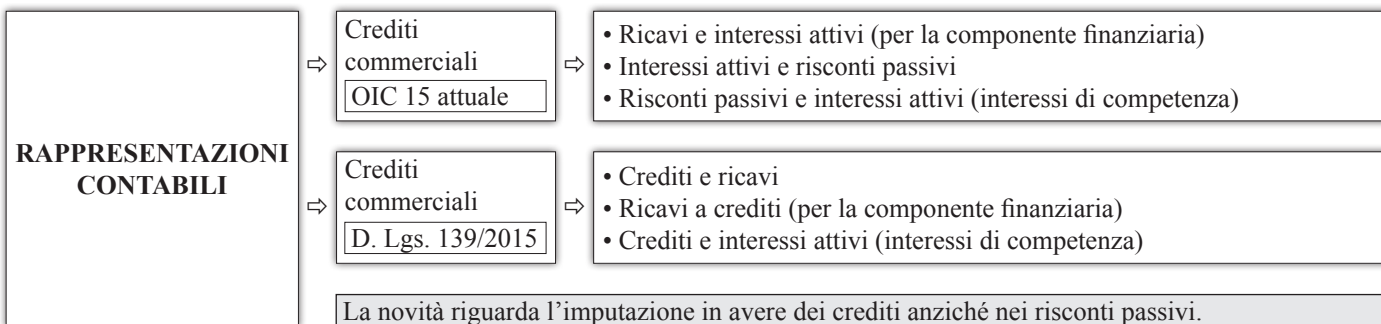 RAPPRESENTAZIONI
CONTABILI
⇨
Crediti
commerciali
OIC 15 attuale
⇨
• Ricavi e interessi attivi (per la componente finanziaria)
• Interessi attivi e risconti passivi
• Risconti passivi e interessi attivi (interessi di competenza)
⇨
Crediti
commerciali
D. Lgs. 139/2015
⇨
• Crediti e ricavi
• Ricavi a crediti (per la componente finanziaria)
• Crediti e interessi attivi (interessi di competenza)
La novità riguarda l’imputazione in avere dei crediti anziché nei risconti passivi.